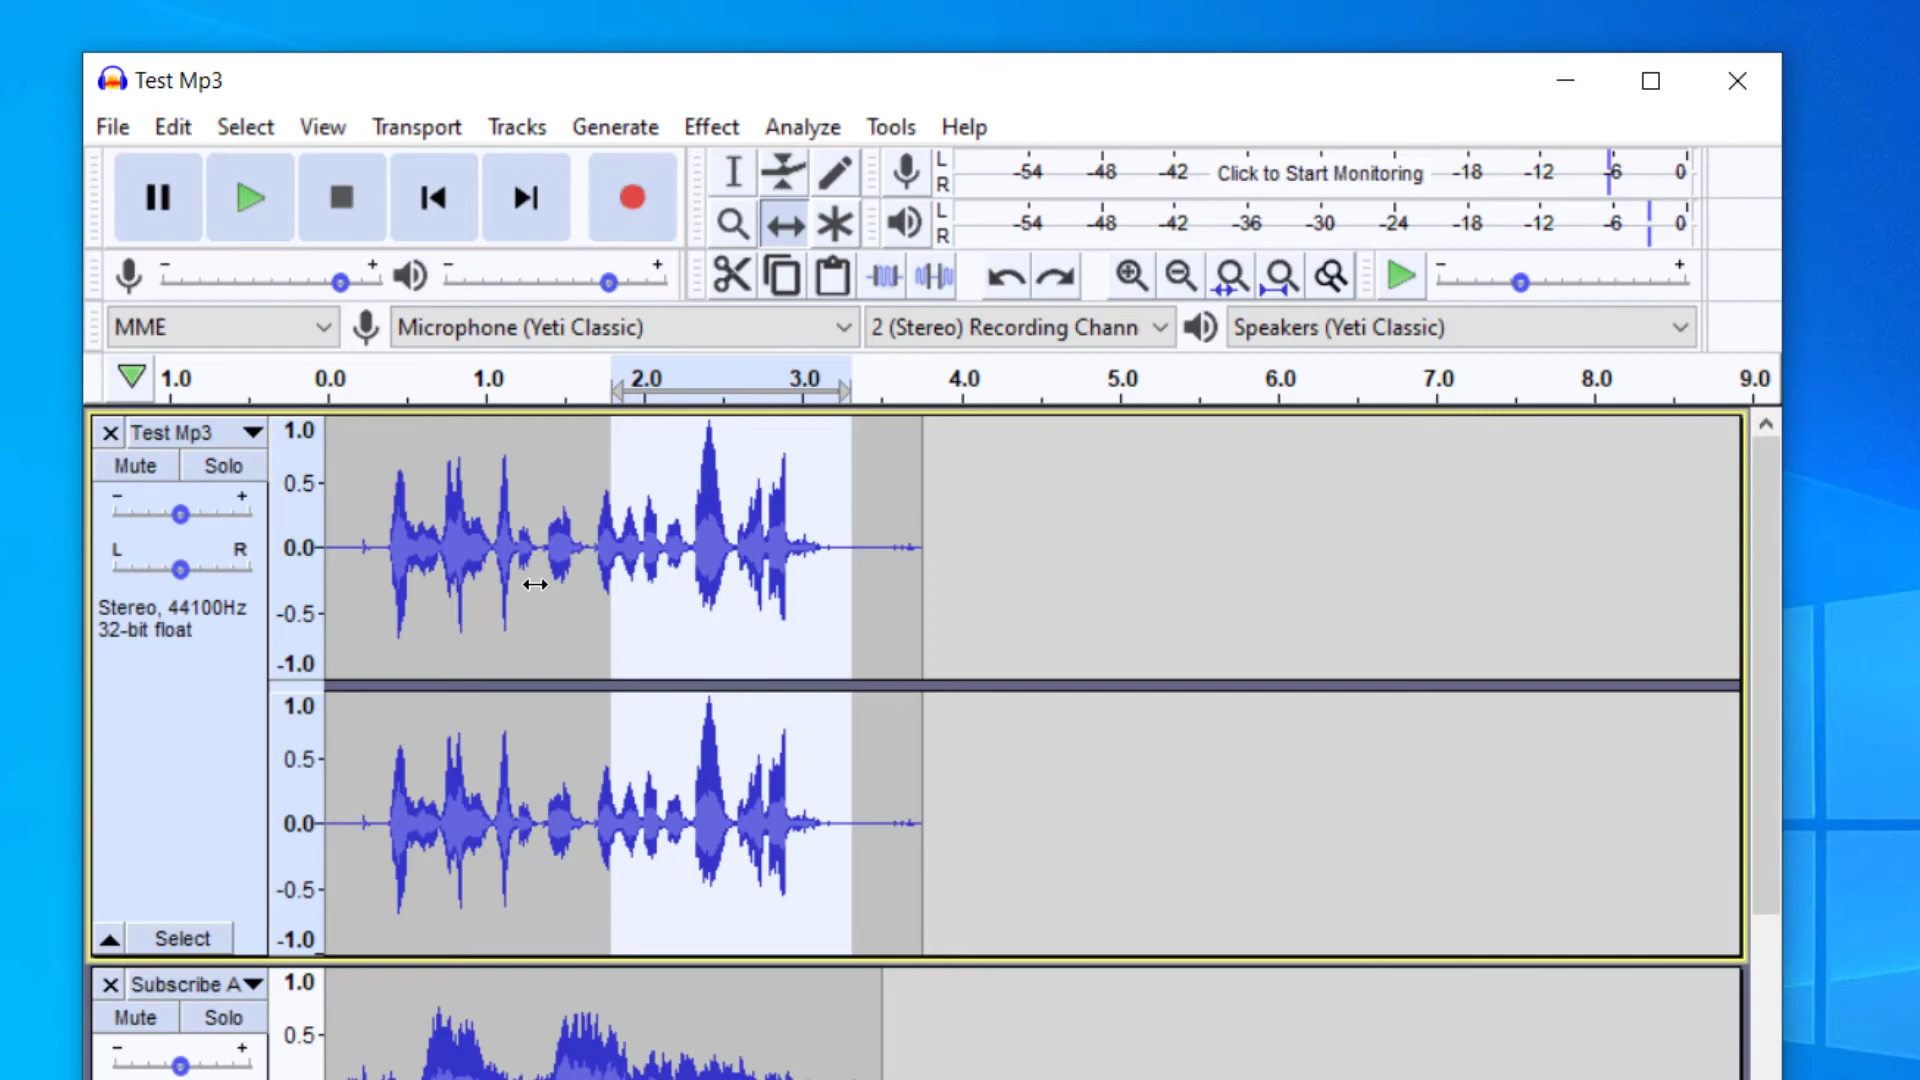 Test Mp3
File Edit Select View Transport Tracks Generate Effect Analyze Tools Help
L R -54 -48 -42 Click to Start Monitoring -18 -12 -6 0
L R -54 -48 -42 -36 -30 -24 -18 -12 -6 0
- + - + - +
MME Microphone (Yeti Classic) 2 (Stereo) Recording Chann Speakers (Yeti Classic)
1.0 0.0 1.0 2.0 3.0 4.0 5.0 6.0 7.0 8.0 9.0
Test Mp3
Mute Solo
- +
L R
Stereo, 44100Hz
32-bit float
Select
1.0
0.5
0.0
-0.5
-1.0
1.0
0.5
0.0
-0.5
-1.0
Subscribe A
Mute Solo
- +
1.0
0.5